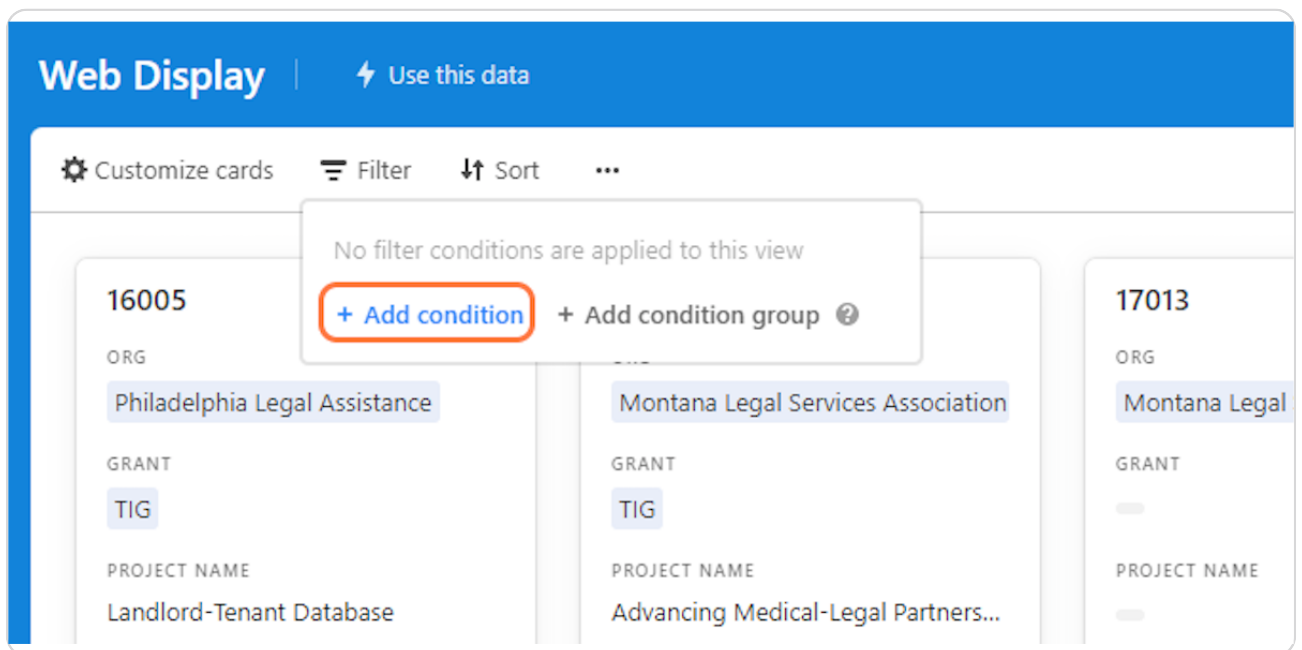 Web Display
Use this data
Customize cards Filter Sort ...
No filter conditions are applied to this view
+ Add condition + Add condition group ?
16005
ORG
Philadelphia Legal Assistance
GRANT
TIG
PROJECT NAME
Landlord-Tenant Database
Montana Legal Services Association
GRANT
TIG
PROJECT NAME
Advancing Medical-Legal Partners...
17013
ORG
Montana Legal
GRANT
PROJECT NAME